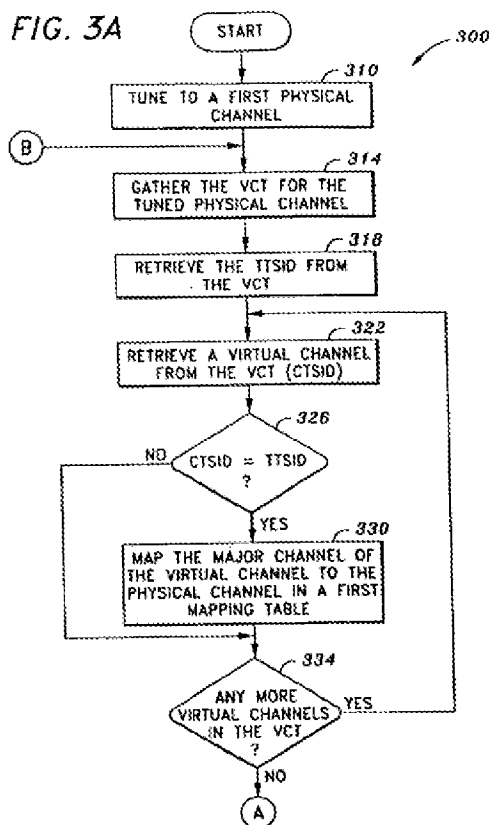 FIG. 3A
START
300
310
TUNE TO A FIRST PHYSICAL
CHANNEL
B
314
GATHER THE VCT FOR THE
TUNED PHYSICAL CHANNEL
318
RETRIEVE THE TTSID FROM
THE VCT
322
RETRIEVE A VIRTUAL CHANNEL
FROM THE VCT (CTSID)
326
NO
CTSID = TTSID
?
YES
330
MAP THE MAJOR CHANNEL OF
THE VIRTUAL CHANNEL TO THE
PHYSICAL CHANNEL IN A FIRST
MAPPING TABLE
334
ANY MORE
VIRTUAL CHANNELS
IN THE VCT
?
YES
NO
A